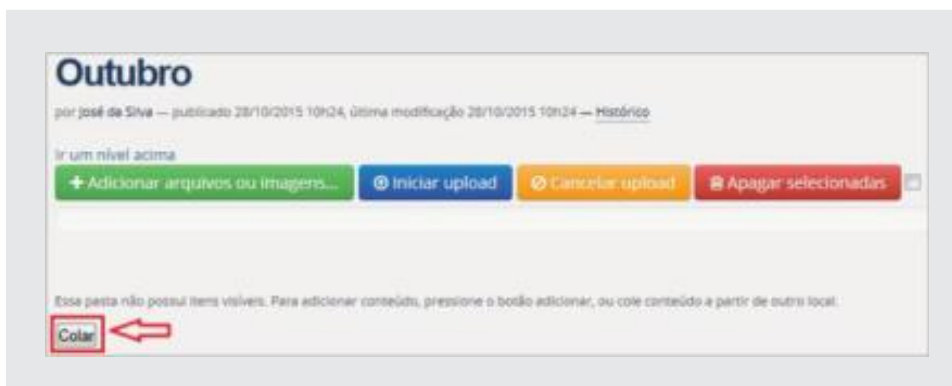 Outubro
por José da Silva — publicado 28/10/2015 10h24, última modificação 28/10/2015 10h24 — Histórico
Ir um nível acima
Adicionar arquivos ou imagens... Iniciar upload Cancelar upload Apagar selecionadas
Essa pasta não possui itens visíveis. Para adicionar conteúdo, pressione o botão adicionar, ou cole conteúdo a partir de outro local.
Colar